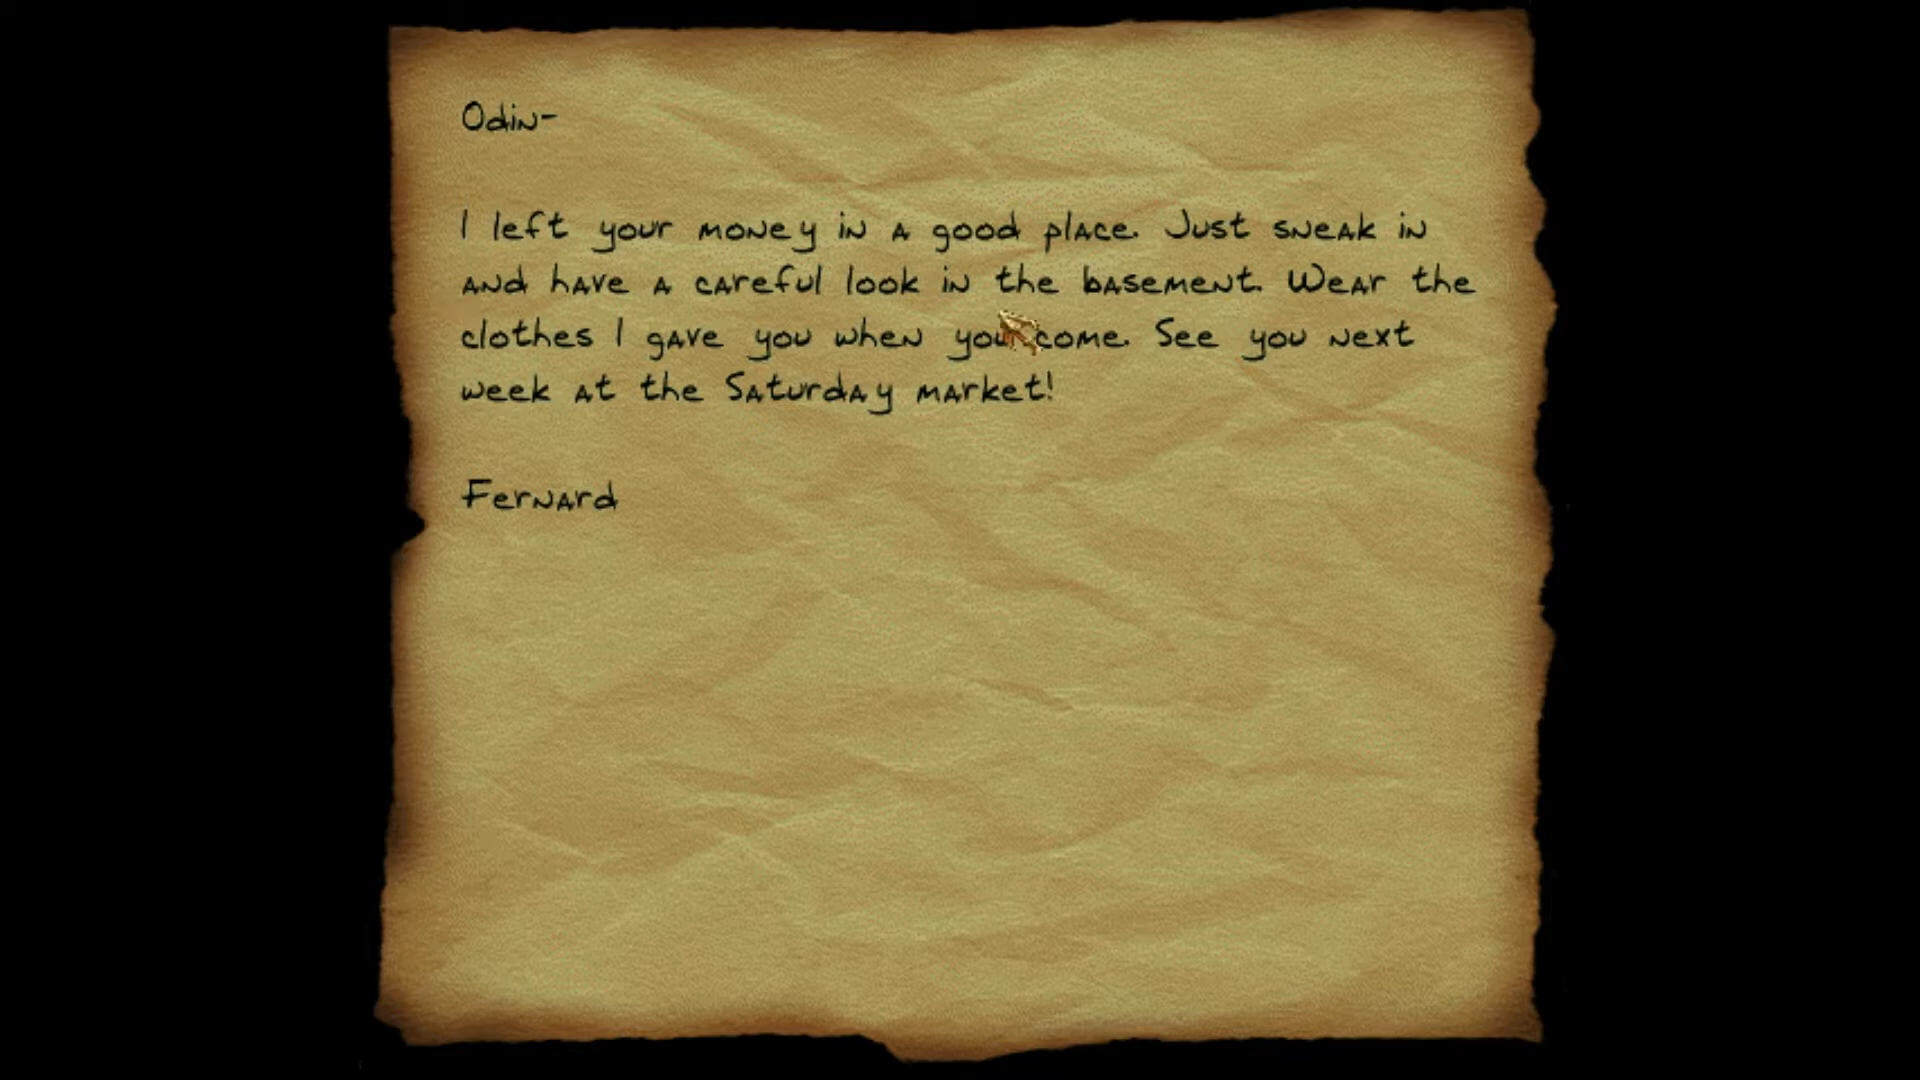 Odin-
I left your money in a good place. Just sneak in
and have a careful look in the basement. Wear the
clothes I gave you when you come. See you next
week at the Saturday market!
Fernard